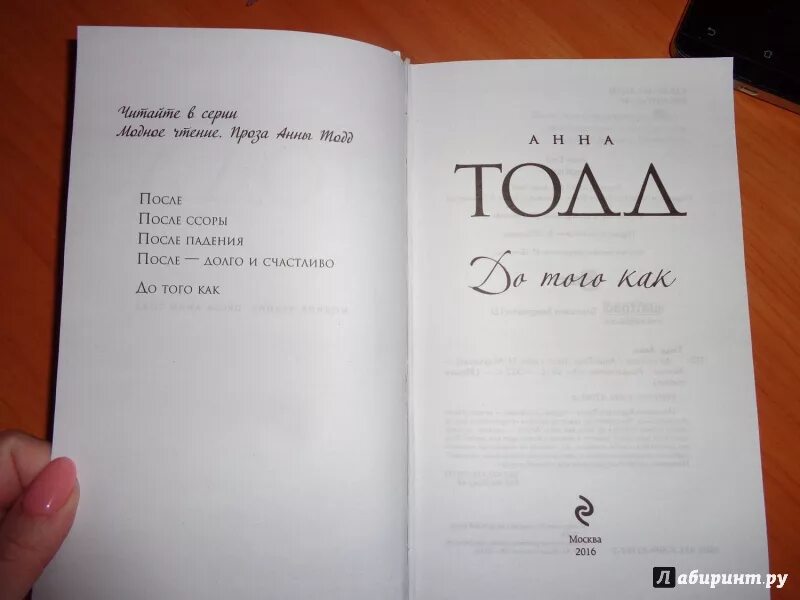 Читайте в серии
Модное чтение. Проза Анны Тодд
После
После ссоры
После падения
После — долго и счастливо
До того как
АННА
ТОДД
До того как
Москва
2016
Лабиринт.ру